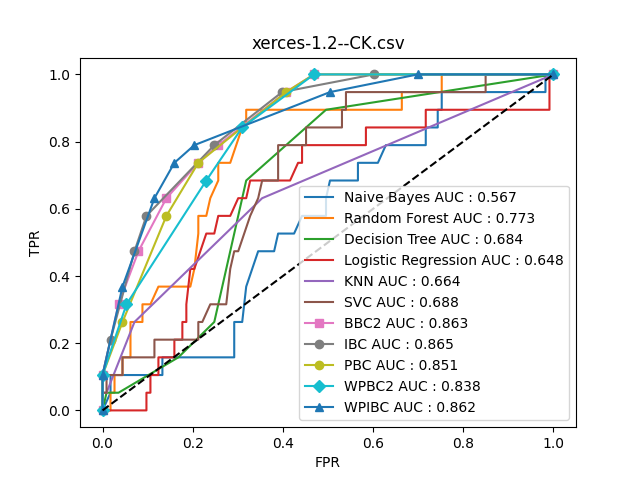 xerces-1.2--CK.csv
TPR
1.0
0.8
0.6
0.4
0.2
0.0
Naive Bayes AUC : 0.567
Random Forest AUC : 0.773
Decision Tree AUC : 0.684
Logistic Regression AUC : 0.648
KNN AUC : 0.664
SVC AUC : 0.688
BBC2 AUC : 0.863
IBC AUC : 0.865
PBC AUC : 0.851
WPBC2 AUC : 0.838
WPIBC AUC : 0.862
0.0 0.2 0.4 0.6 0.8 1.0
FPR